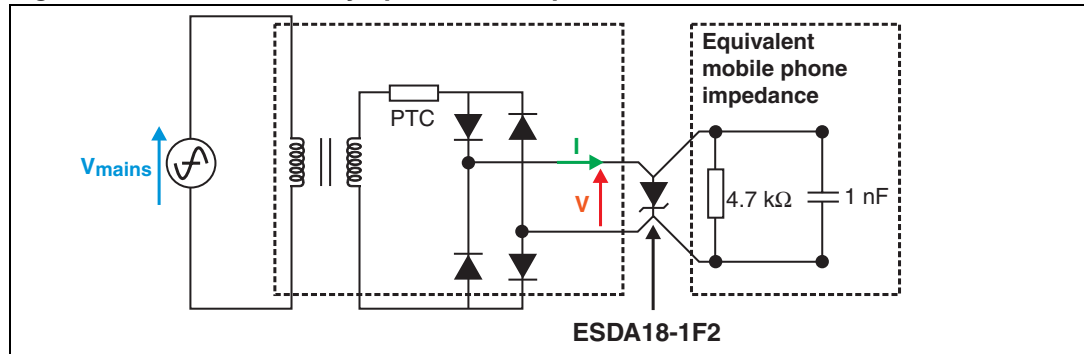 Equivalent
mobile phone
impedance
PTC
I
Vmains
V
4.7 kΩ
1 nF
ESDA18-1F2